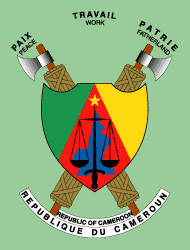 TRAVAIL
WORK
PAIX
PEACE
PATRIE
FATHERLAND
REPUBLIC OF CAMEROON
REPUBLIQUE DU CAMEROUN